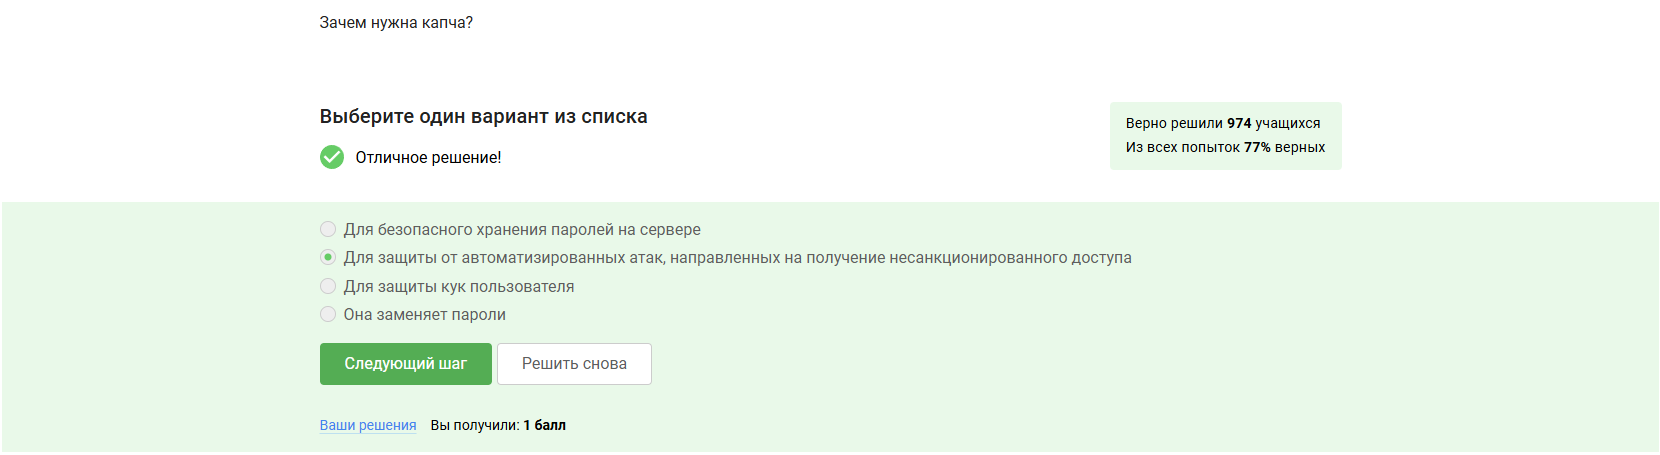 Зачем нужна капча?
Выберите один вариант из списка
Отличное решение!
Верно решили 974 учащихся
Из всех попыток 77% верных
Для безопасного хранения паролей на сервере
Для защиты от автоматизированных атак, направленных на получение несанкционированного доступа
Для защиты кук пользователя
Она заменяет пароли
Следующий шаг Решить снова
Ваши решения Вы получили: 1 балл